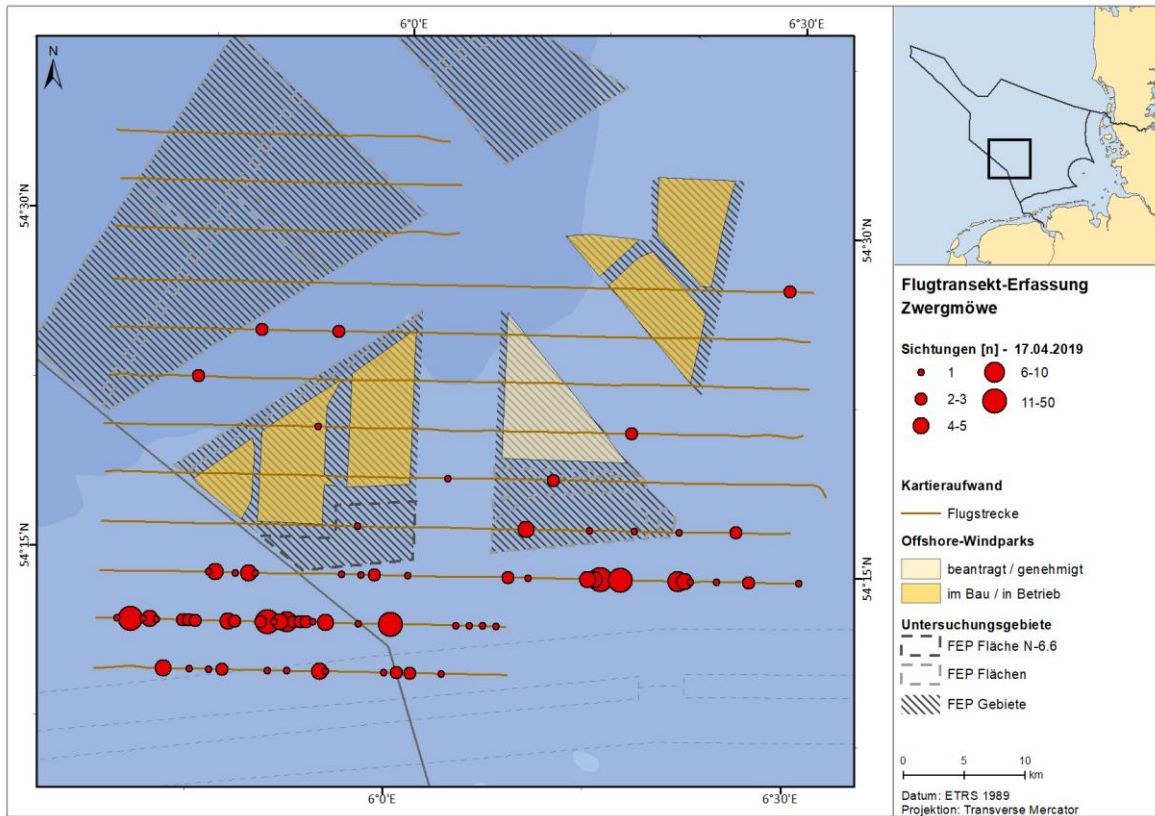 6°0'E
6°30'E
N
54°30'N
54°30'N
54°15'N
54°15'N
6°0'E
6°30'E
Flugtransekt-Erfassung
Zwergmöwe
Sichtungen [n] - 17.04.2019
1
6-10
2-3
11-50
4-5
Kartieraufwand
Flugstrecke
Offshore-Windparks
beantragt / genehmigt
im Bau / in Betrieb
Untersuchungsgebiete
FEP Fläche N-6.6
FEP Flächen
FEP Gebiete
0 5 10
km
Datum: ETRS 1989
Projektion: Transverse Mercator